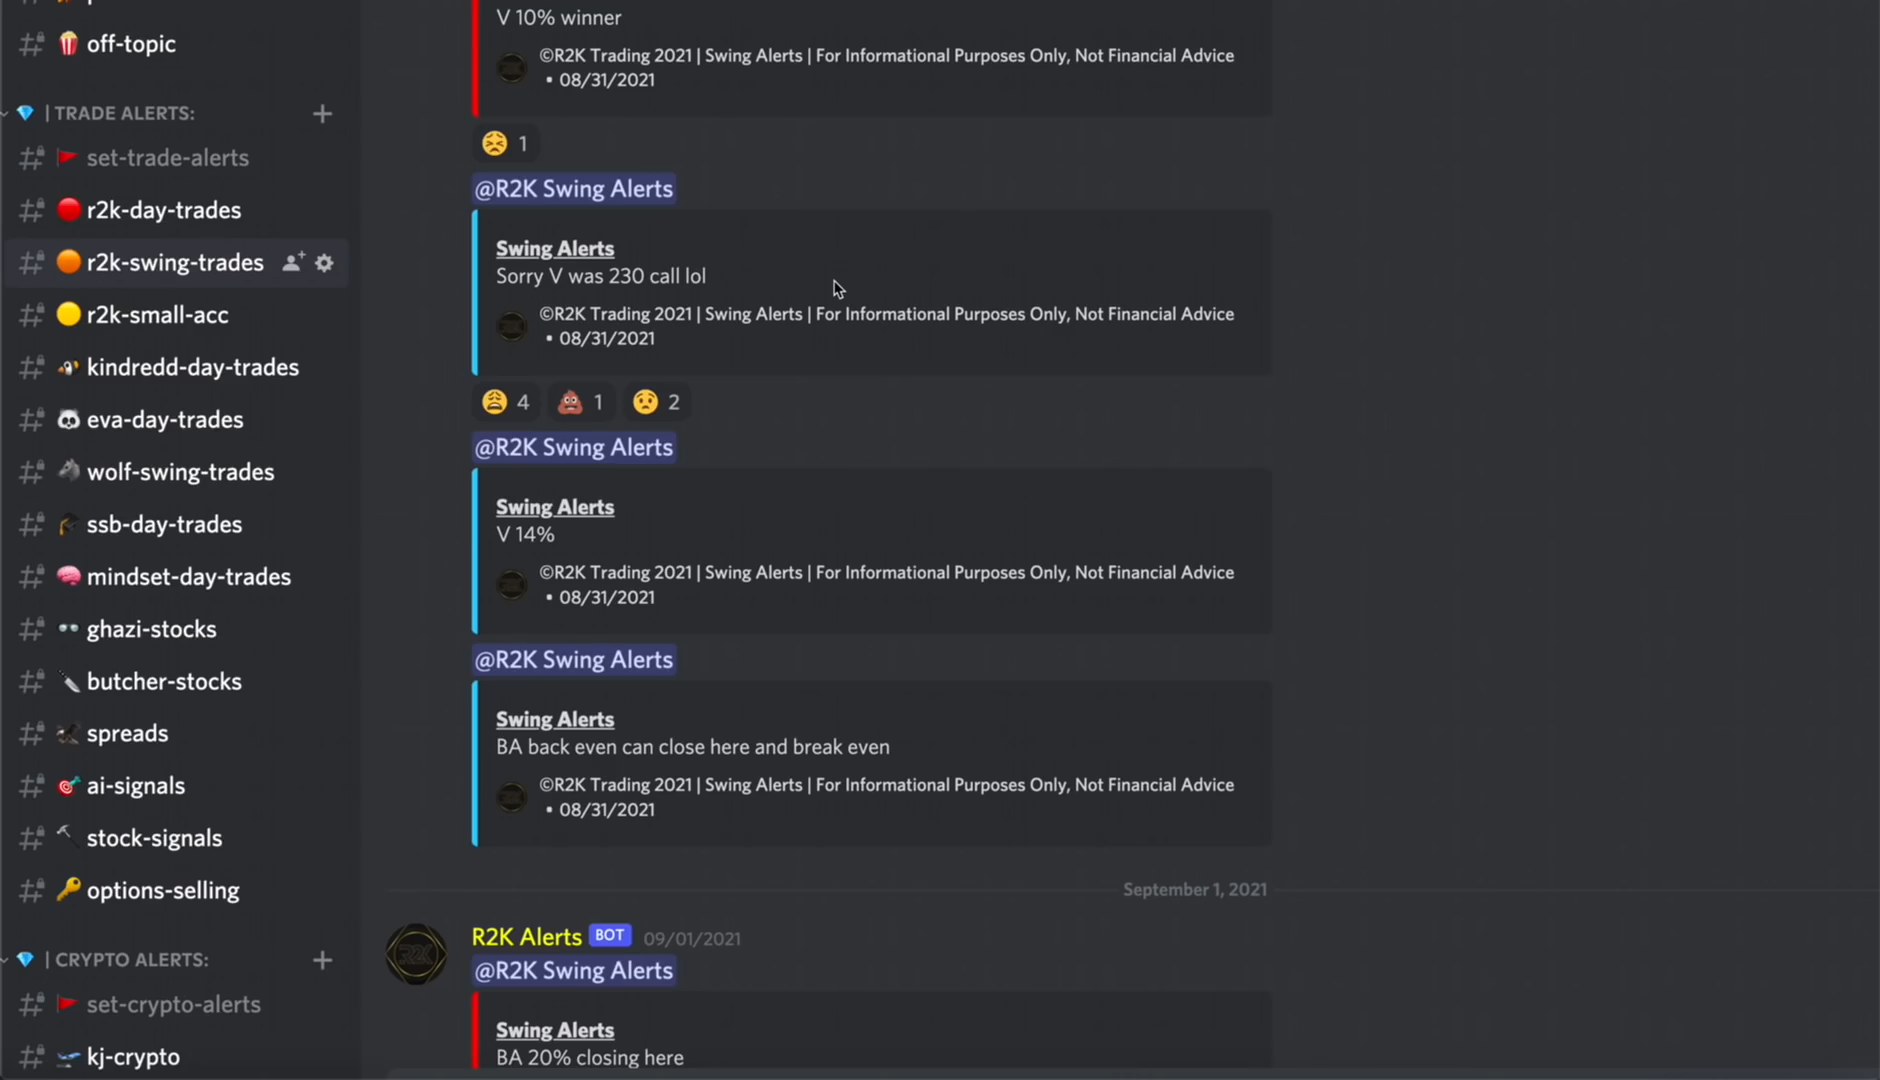 off-topic
| TRADE ALERTS:
set-trade-alerts
r2k-day-trades
r2k-swing-trades
r2k-small-acc
kindredd-day-trades
eva-day-trades
wolf-swing-trades
ssb-day-trades
mindset-day-trades
ghazi-stocks
butcher-stocks
spreads
ai-signals
stock-signals
options-selling
| CRYPTO ALERTS:
set-crypto-alerts
kj-crypto
V 10% winner
©R2K Trading 2021 | Swing Alerts | For Informational Purposes Only, Not Financial Advice
• 08/31/2021
1
@R2K Swing Alerts
Swing Alerts
Sorry V was 230 call lol
©R2K Trading 2021 | Swing Alerts | For Informational Purposes Only, Not Financial Advice
• 08/31/2021
4 1 2
@R2K Swing Alerts
Swing Alerts
V 14%
©R2K Trading 2021 | Swing Alerts | For Informational Purposes Only, Not Financial Advice
• 08/31/2021
@R2K Swing Alerts
Swing Alerts
BA back even can close here and break even
©R2K Trading 2021 | Swing Alerts | For Informational Purposes Only, Not Financial Advice
• 08/31/2021
September 1, 2021
R2K Alerts BOT 09/01/2021
@R2K Swing Alerts
Swing Alerts
BA 20% closing here